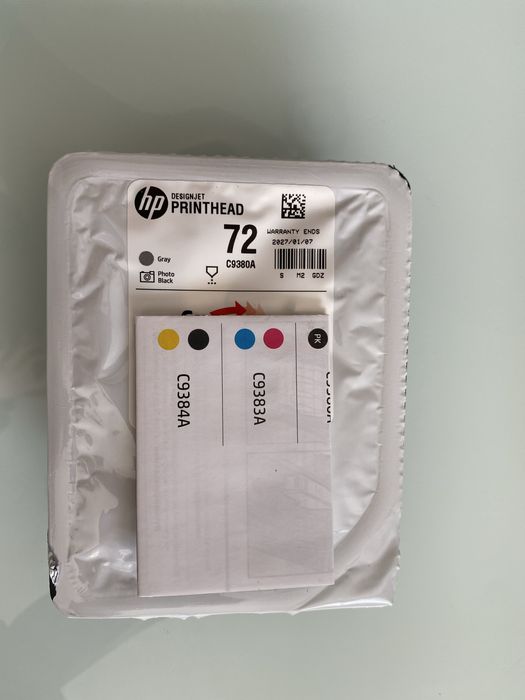 hp
DESIGNJET
PRINTHEAD
72
C9380A
WARRANTY ENDS
2027/01/07
S M2 GDZ
Gray
Photo
Black
PK
C9383A
C9384A